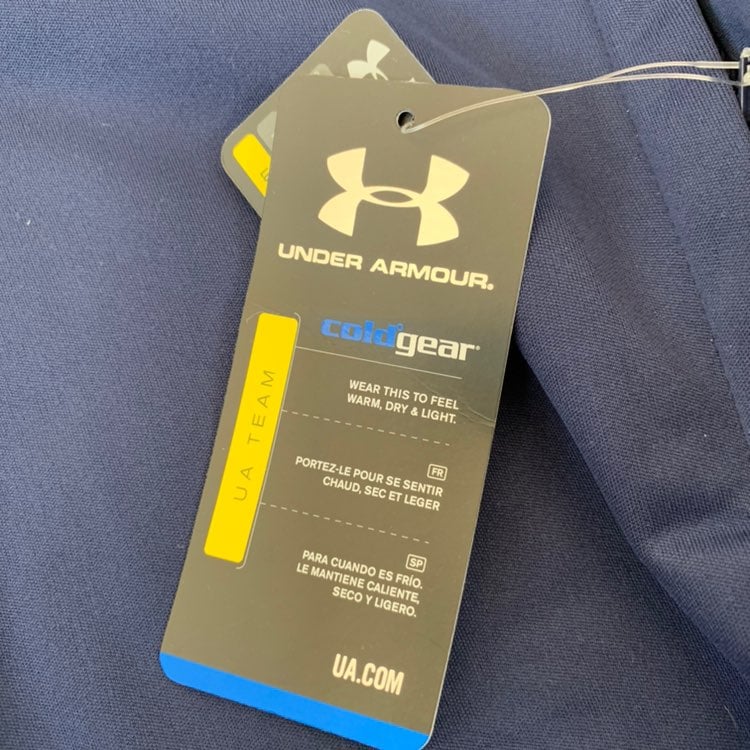 UNDER ARMOUR®
coldgear®
UA TEAM
WEAR THIS TO FEEL
WARM, DRY & LIGHT.
FR
PORTEZ-LE POUR SE SENTIR
CHAUD, SEC ET LEGER
SP
PARA CUANDO ES FRÍO.
LE MANTIENE CALIENTE,
SECO Y LIGERO.
UA.COM